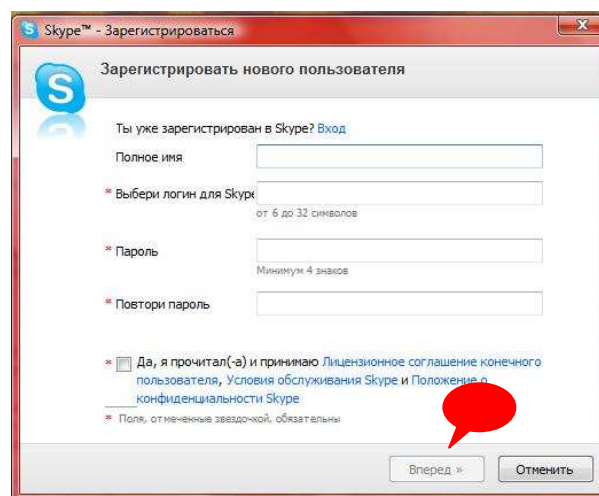 Skype™ - Зарегистрироваться
Зарегистрировать нового пользователя
Ты уже зарегистрирован в Skype? Вход
Полное имя
* Выбери логин для Skype
от 6 до 32 символов
* Пароль
Минимум 4 знаков
* Повтори пароль
* Да, я прочитал(-а) и принимаю Лицензионное соглашение конечного
пользователя, Условия обслуживания Skype и Положение о
конфиденциальности Skype
* Поля, отмеченные звездочкой, обязательны
Вперед »
Отменить